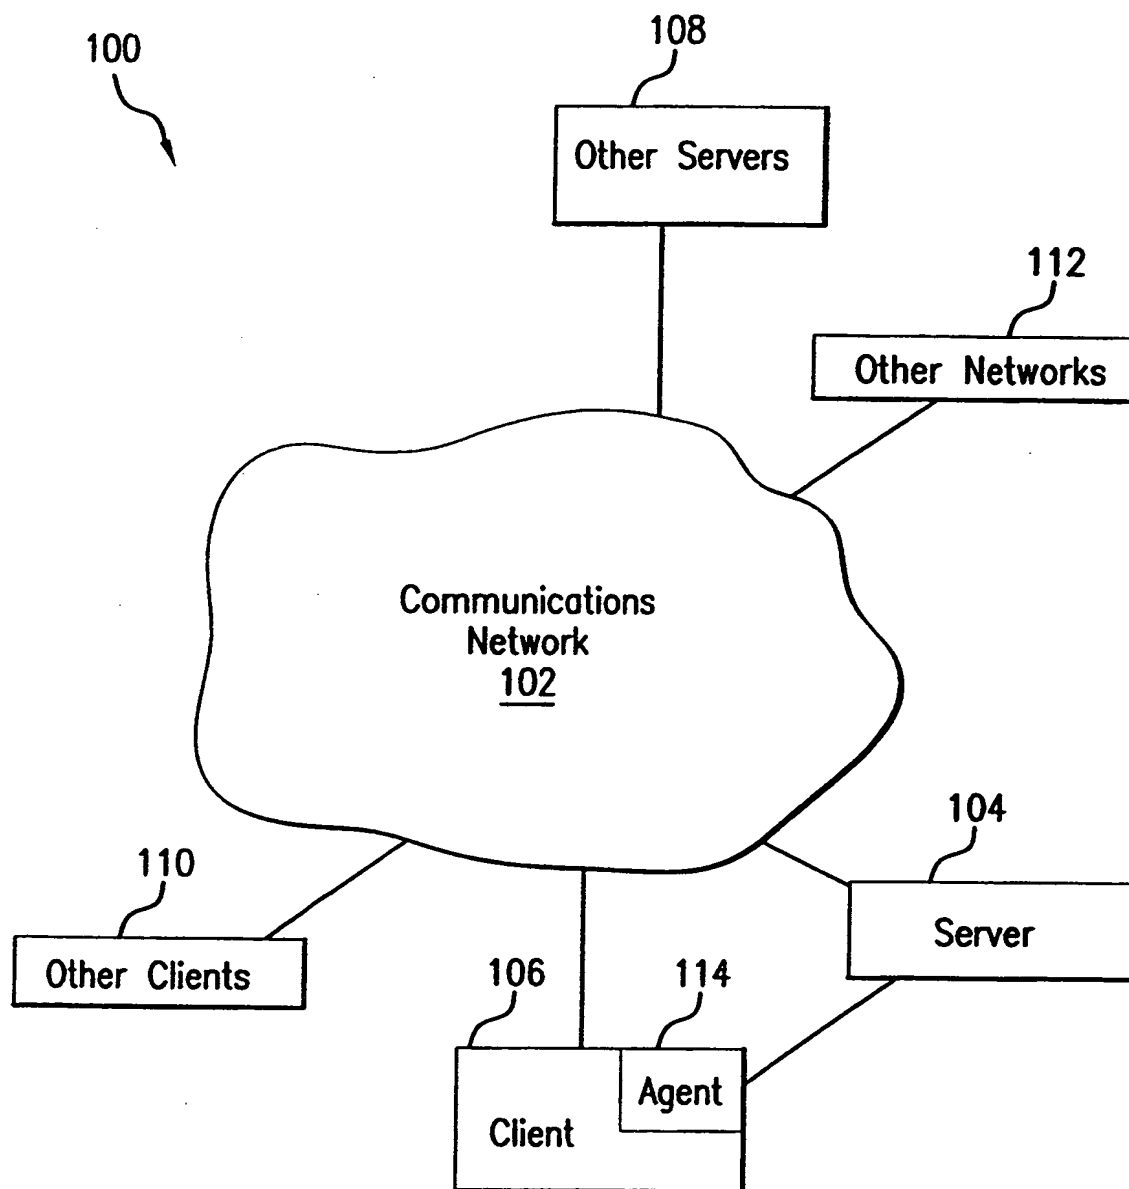 100
108
Other Servers
112
Other Networks
Communications
Network
102
104
Server
110
Other Clients
106
114
Agent
Client